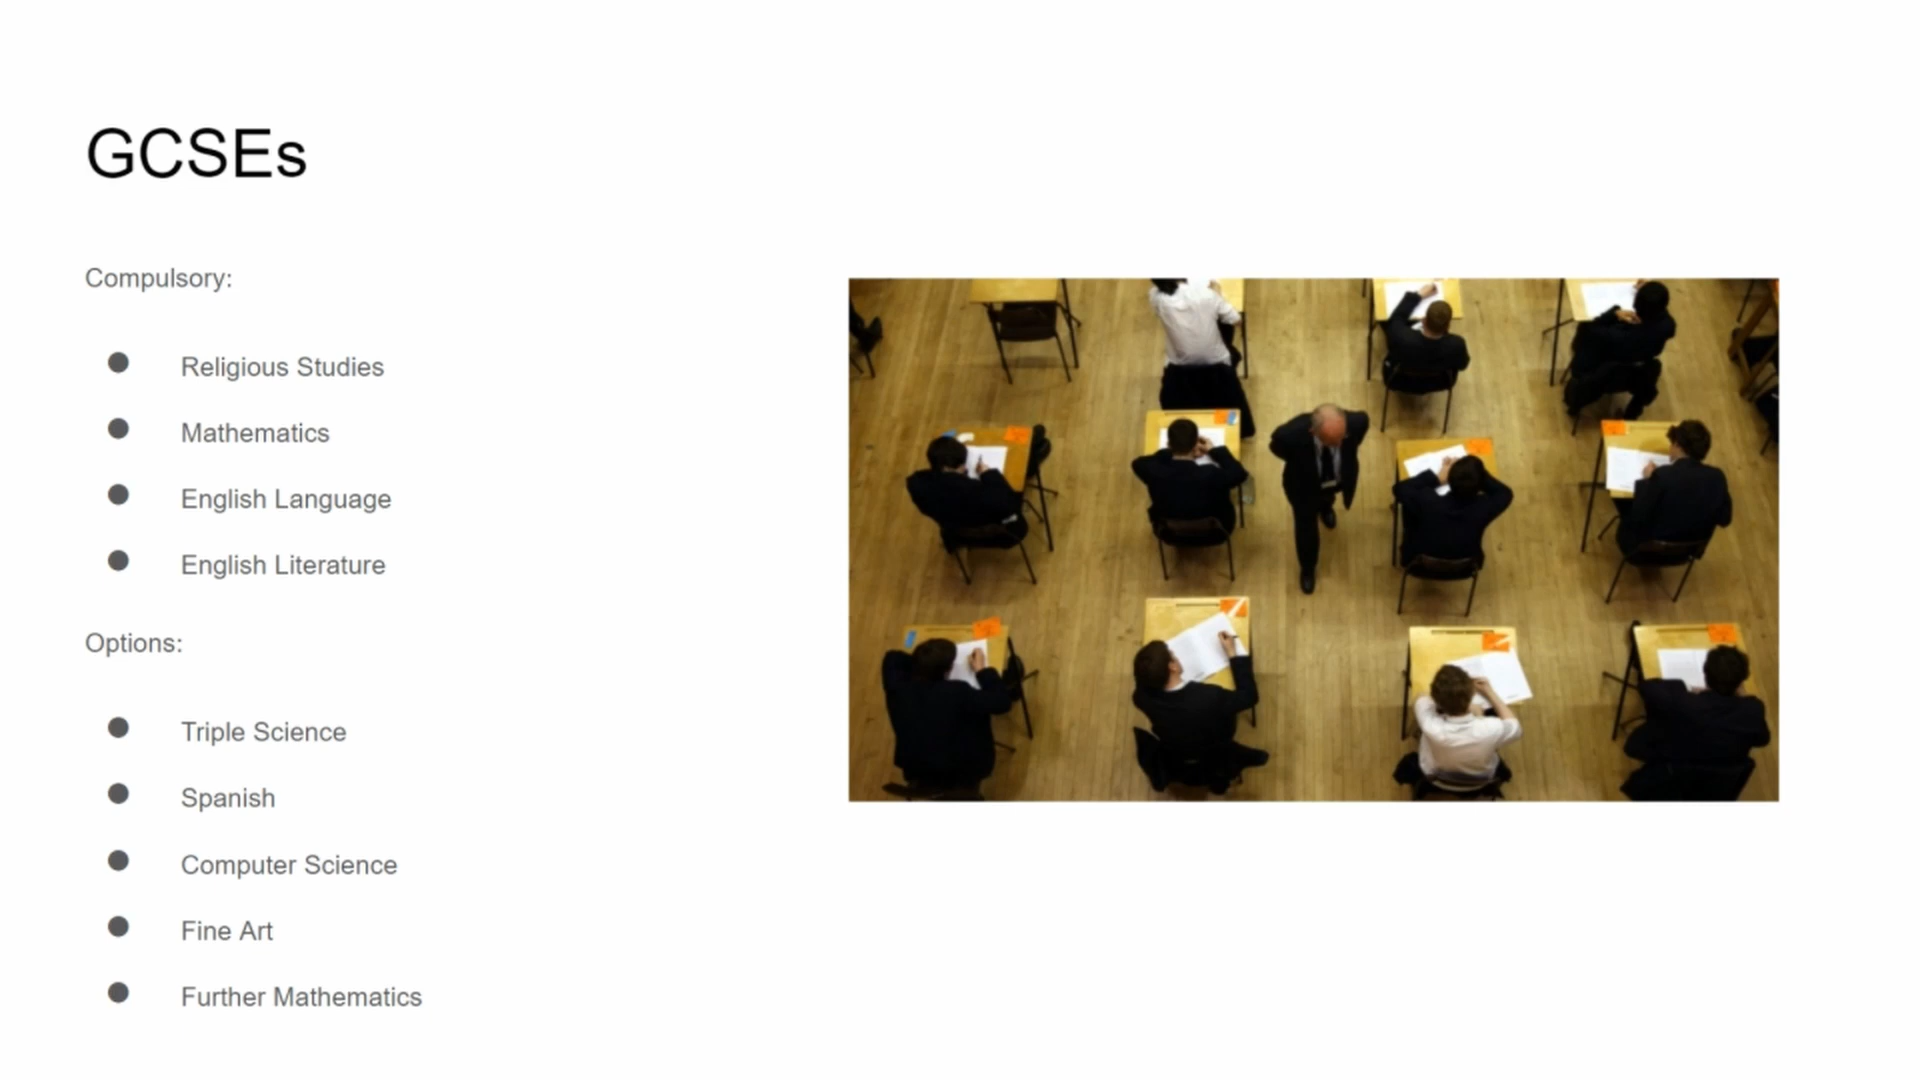 GCSEs
Compulsory:
● Religious Studies
● Mathematics
● English Language
● English Literature
Options:
● Triple Science
● Spanish
● Computer Science
● Fine Art
● Further Mathematics